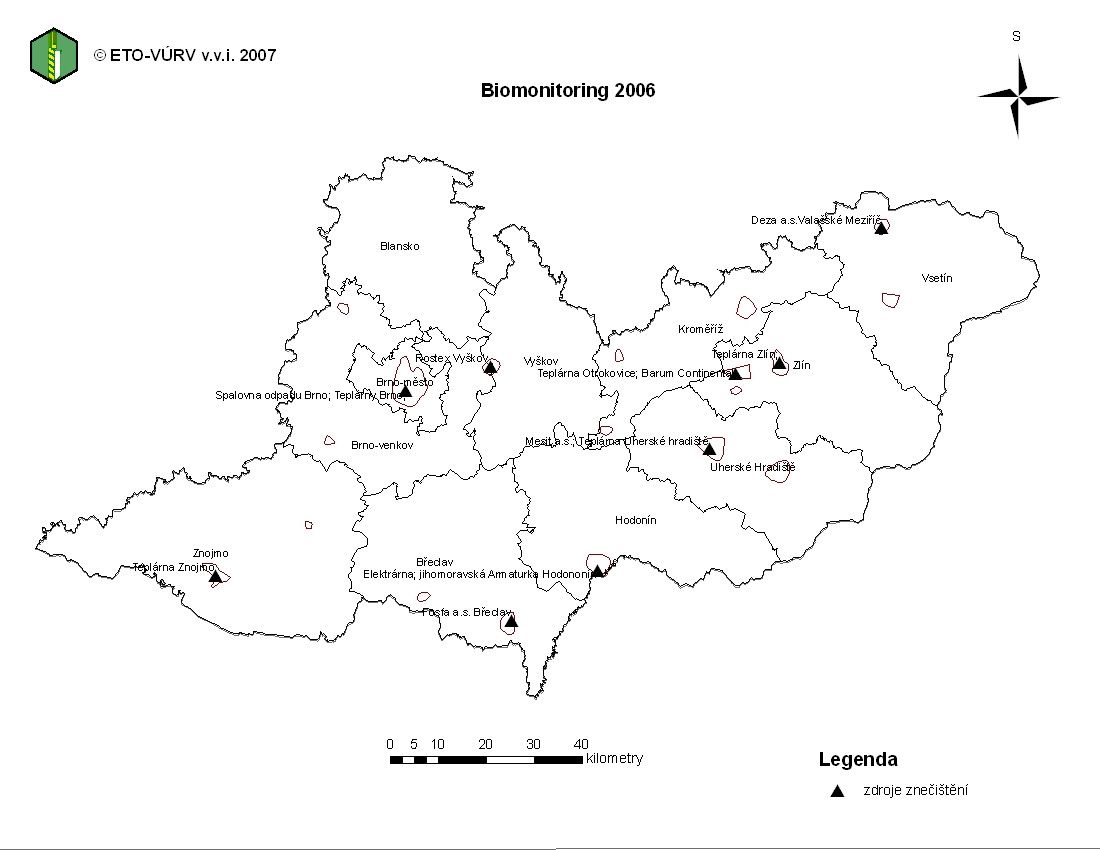 © ETO-VÚRV v.v.i. 2007
S
Biomonitoring 2006
Deza a.s.Valašské Meziříč
Blansko
Vsetín
Kroměříž
Rostex Vyškov
Vyškov
Teplárna Zlín
Zlín
Teplárna Otrokovice; Barum Continental
Brno-město
Spalovna odpadu Brno; Teplárny Brno
Brno-venkov
Mesit a.s.; Teplárna Uherské hradiště
Uherské Hradiště
Hodonín
Znojmo
Teplárna Znojmo
Břeclav
Elektrárna; jihomoravská Armaturka Hodonín
Fosfa a.s. Břeclav
0 5 10 20 30 40
kilometry
Legenda
zdroje znečištění